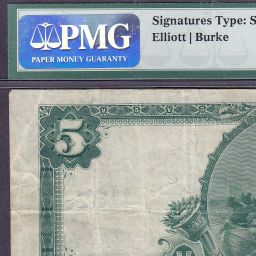 PMG
PAPER MONEY GUARANTY
Signatures Type: S
Elliott | Burke
5